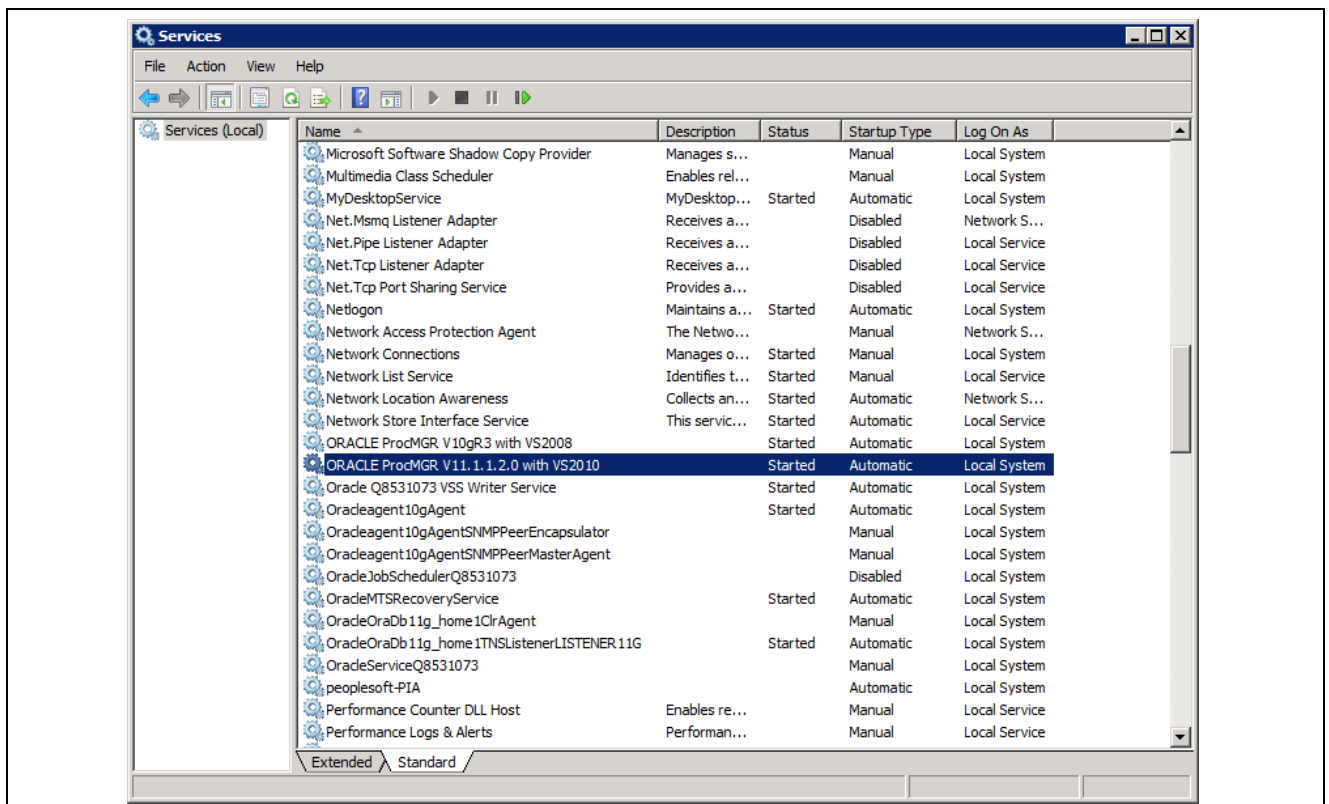 Services
File Action View Help
Services (Local)
Name Description Status Startup Type Log On As
Microsoft Software Shadow Copy Provider Manages s... Manual Local System
Multimedia Class Scheduler Enables rel... Manual Local System
MyDesktopService MyDesktop... Started Automatic Local System
Net.Msmq Listener Adapter Receives a... Disabled Network S...
Net.Pipe Listener Adapter Receives a... Disabled Local Service
Net.Tcp Listener Adapter Receives a... Disabled Local Service
Net.Tcp Port Sharing Service Provides a... Disabled Local Service
Netlogon Maintains a... Started Automatic Local System
Network Access Protection Agent The Netwo... Manual Network S...
Network Connections Manages o... Started Manual Local System
Network List Service Identifies t... Started Manual Local Service
Network Location Awareness Collects an... Started Automatic Network S...
Network Store Interface Service This servic... Started Automatic Local Service
ORACLE ProcMGR V10gR3 with VS2008 Started Automatic Local System
ORACLE ProcMGR V11.1.1.2.0 with VS2010 Started Automatic Local System
Oracle Q8531073 VSS Writer Service Started Automatic Local System
Oracleagent10gAgent Started Automatic Local System
Oracleagent10gAgentSNMPPeerEncapsulator Manual Local System
Oracleagent10gAgentSNMPPeerMasterAgent Manual Local System
OracleJobSchedulerQ8531073 Disabled Local System
OracleMTSRecoveryService Started Automatic Local System
OracleOraDb11g_home1ClrAgent Manual Local System
OracleOraDb11g_home1TNSListenerLISTENER11G Started Automatic Local System
OracleServiceQ8531073 Manual Local System
peoplesoft-PIA Automatic Local System
Performance Counter DLL Host Enables re... Manual Local Service
Performance Logs & Alerts Performan... Manual Local Service
Extended Standard